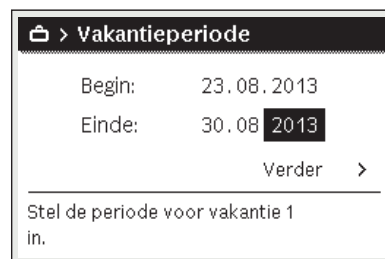 > Vakantieperiode
Begin: 23.08.2013
Einde: 30.08 2013
Verder >
Stel de periode voor vakantie 1
in.